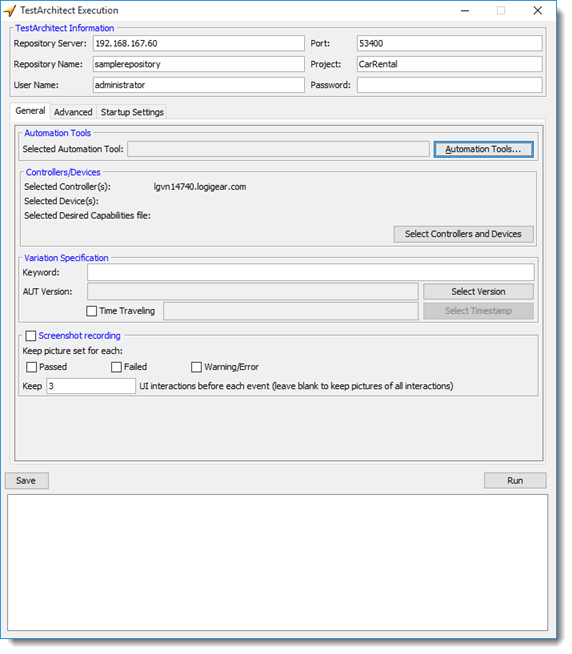 TestArchitect Execution
TestArchitect Information
Repository Server: 192.168.167.60 Port: 53400
Repository Name: samplerepository Project: CarRental
User Name: administrator Password:
General Advanced Startup Settings
Automation Tools
Selected Automation Tool: Automation Tools...
Controllers/Devices
Selected Controller(s): lgvn14740.logigear.com
Selected Device(s):
Selected Desired Capabilities file:
Select Controllers and Devices
Variation Specification
Keyword:
AUT Version: Select Version
Time Traveling Select Timestamp
Screenshot recording
Keep picture set for each:
Passed Failed Warning/Error
Keep 3 UI interactions before each event (leave blank to keep pictures of all interactions)
Save Run